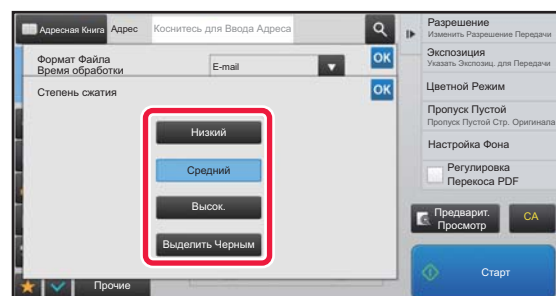 Адресная Книга
Адрес
Коснитесь для Ввода Адреса
Формат Файла
Время обработки
E-mail
OK
Степень сжатия
OK
Низкий
Средний
Высок.
Выделить Черным
Прочие
Разрешение
Изменить Разрешение Передачи
Экспозиция
Указать Экспозиц. для Передачи
Цветной Режим
Пропуск Пустой
Пропуск Пустой Стр. Оригинала
Настройка Фона
Регулировка
Перекоса PDF
Предварит.
Просмотр
CA
Старт